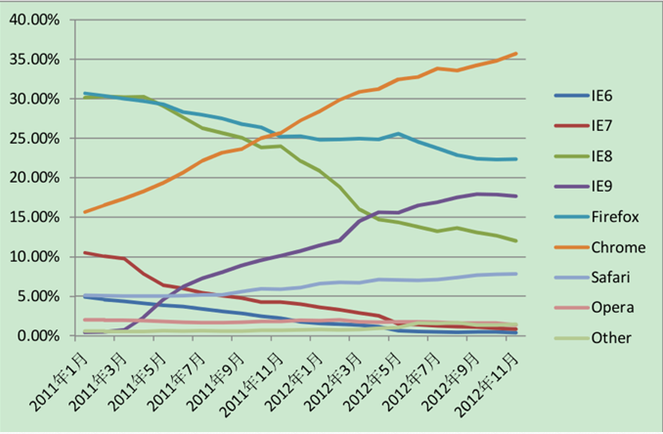 40.00%
35.00%
30.00%
25.00%
20.00%
15.00%
10.00%
5.00%
0.00%
2011年1月
2011年3月
2011年5月
2011年7月
2011年9月
2011年11月
2012年1月
2012年3月
2012年5月
2012年7月
2012年9月
2012年11月
IE6
IE7
IE8
IE9
Firefox
Chrome
Safari
Opera
Other